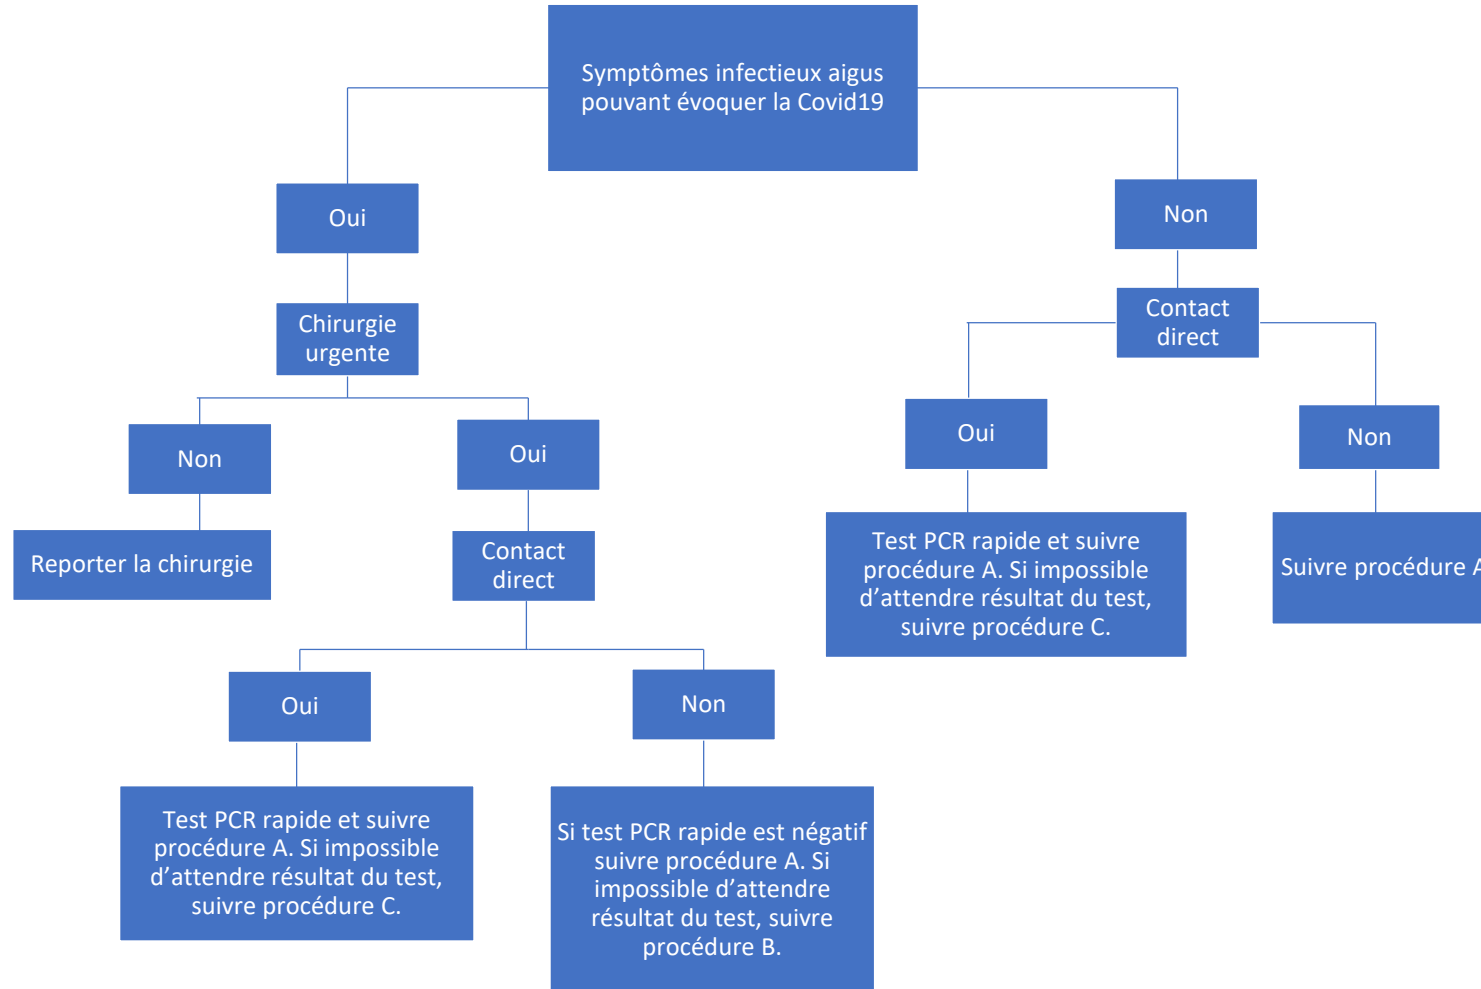 Symptômes infectieux aigus
pouvant évoquer la Covid19
Oui
Non
Chirurgie
urgente
Contact
direct
Non
Oui
Oui
Non
Reporter la chirurgie
Contact
direct
Test PCR rapide et suivre
procédure A. Si impossible
d’attendre résultat du test,
suivre procédure C.
Suivre procédure A
Oui
Non
Test PCR rapide et suivre
procédure A. Si impossible
d’attendre résultat du test,
suivre procédure C.
Si test PCR rapide est négatif
suivre procédure A. Si
impossible d’attendre
résultat du test, suivre
procédure B.